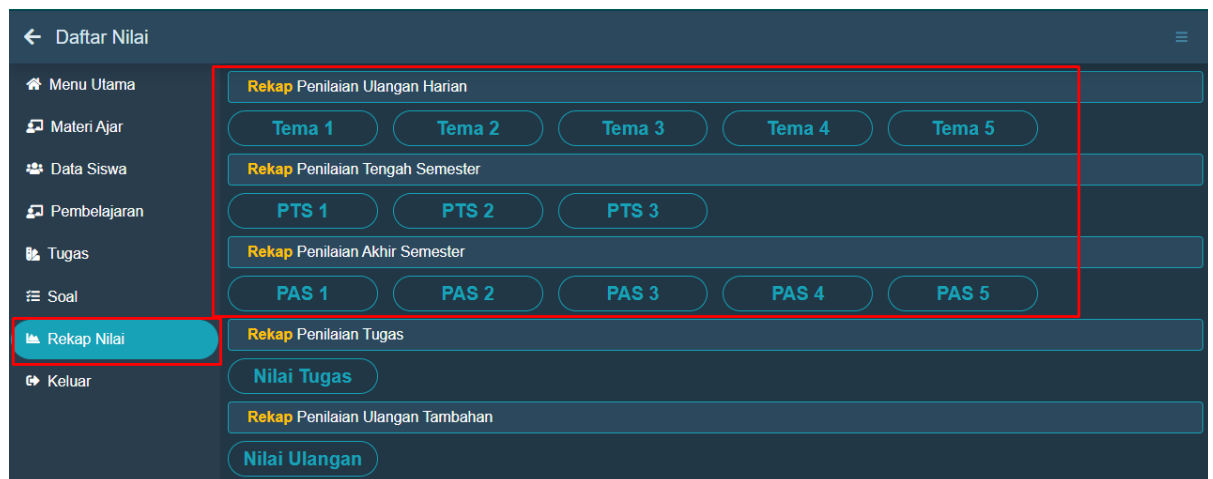 Daftar Nilai
Menu Utama
Materi Ajar
Data Siswa
Pembelajaran
Tugas
Soal
Rekap Nilai
Keluar
Rekap Penilaian Ulangan Harian
Tema 1 Tema 2 Tema 3 Tema 4 Tema 5
Rekap Penilaian Tengah Semester
PTS 1 PTS 2 PTS 3
Rekap Penilaian Akhir Semester
PAS 1 PAS 2 PAS 3 PAS 4 PAS 5
Rekap Penilaian Tugas
Nilai Tugas
Rekap Penilaian Ulangan Tambahan
Nilai Ulangan